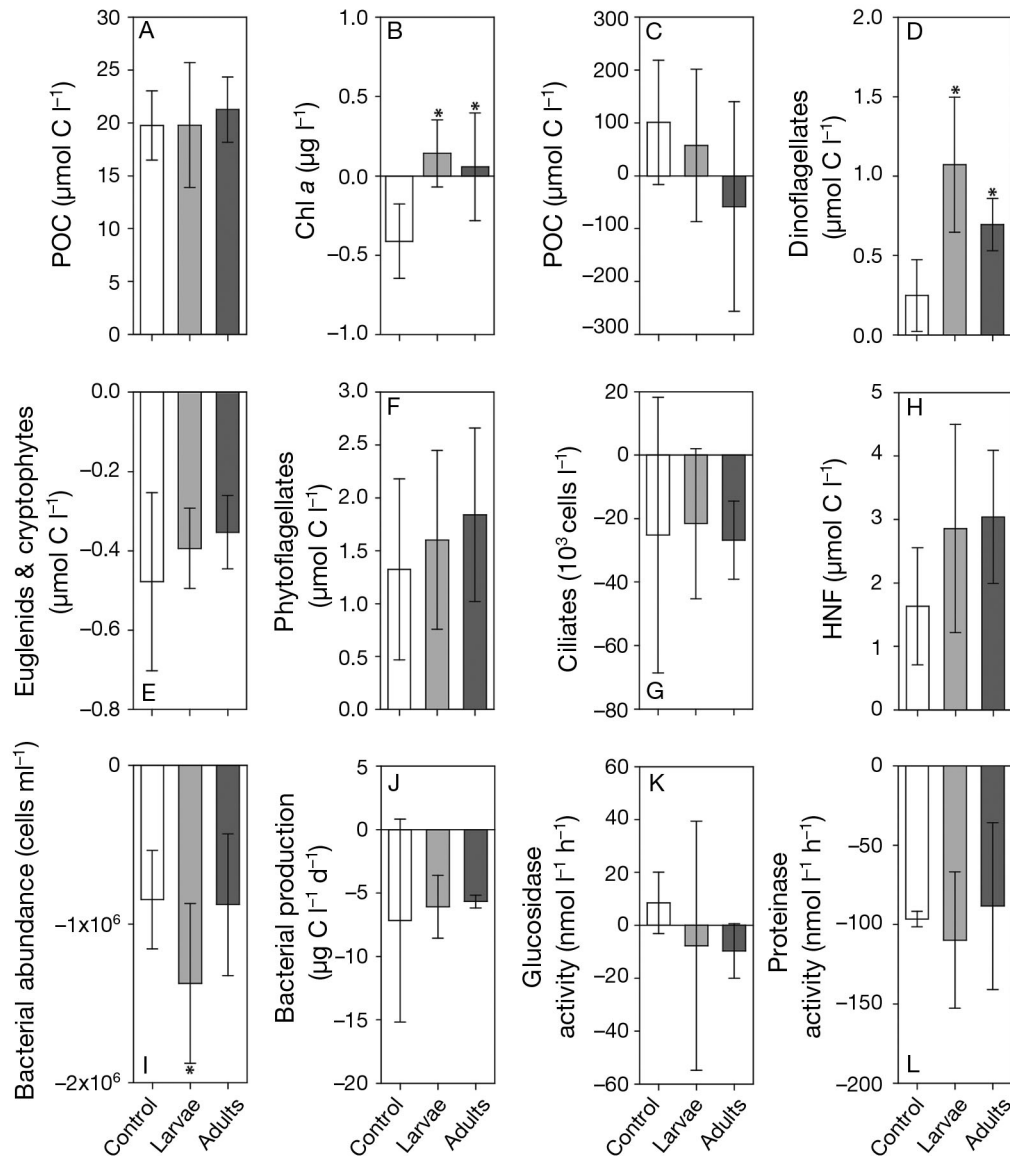 A
POC (µmol C l⁻¹)
30
25
20
15
10
5
0
B
Chl a (µg l⁻¹)
1.0
0.5
0.0
−0.5
−1.0
*
*
C
POC (µmol C l⁻¹)
300
200
100
0
−100
−200
−300
D
Dinoflagellates
(µmol C l⁻¹)
2.0
1.5
1.0
0.5
0.0
*
*
E
Euglenids & cryptophytes
(µmol C l⁻¹)
0.0
−0.2
−0.4
−0.6
−0.8
F
Phytoflagellates
(µmol C l⁻¹)
3.0
2.5
2.0
1.5
1.0
0.5
0.0
G
Ciliates (10³ cells l⁻¹)
20
0
−20
−40
−60
−80
H
HNF (µmol C l⁻¹)
5
4
3
2
1
0
I
Bacterial abundance (cells ml⁻¹)
0
−1x10⁶
−2x10⁶
*
Control
Larvae
Adults
J
Bacterial production
(µg C l⁻¹ d⁻¹)
5
0
−5
−10
−15
−20
Control
Larvae
Adults
K
Glucosidase
activity (nmol l⁻¹ h⁻¹)
60
40
20
0
−20
−40
−60
Control
Larvae
Adults
L
Proteinase
activity (nmol l⁻¹ h⁻¹)
0
−50
−100
−150
−200
Control
Larvae
Adults